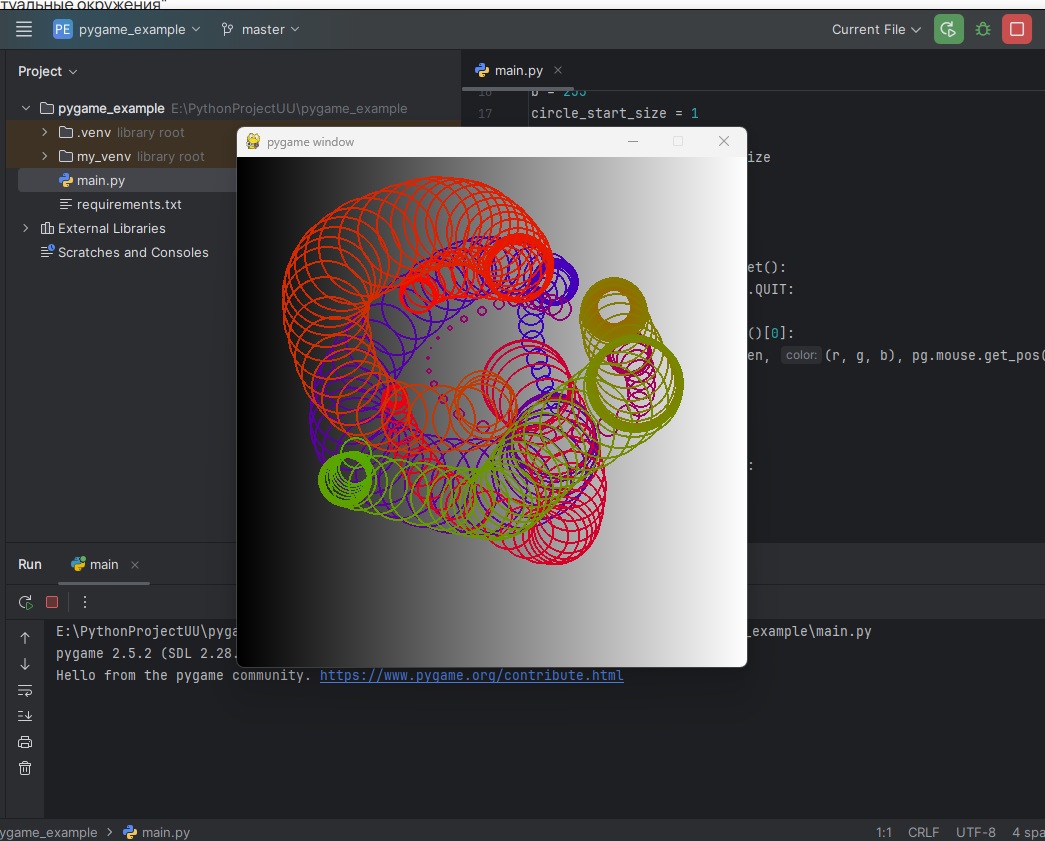 туальные окружения"
PE pygame_example master Current File
Project
main.py
pygame_example E:\PythonProjectUU\pygame_example
.venv library root
my_venv library root
main.py
requirements.txt
External Libraries
Scratches and Consoles
16 b = 255
17 circle_start_size = 1
ize
et():
.QUIT:
()[0]:
en, color: (r, g, b), pg.mouse.get_pos(
:
pygame window
Run main
E:\PythonProjectUU\pyga _example\main.py
pygame 2.5.2 (SDL 2.28.
Hello from the pygame community. https://www.pygame.org/contribute.html
ygame_example > main.py 1:1 CRLF UTF-8 4 spa